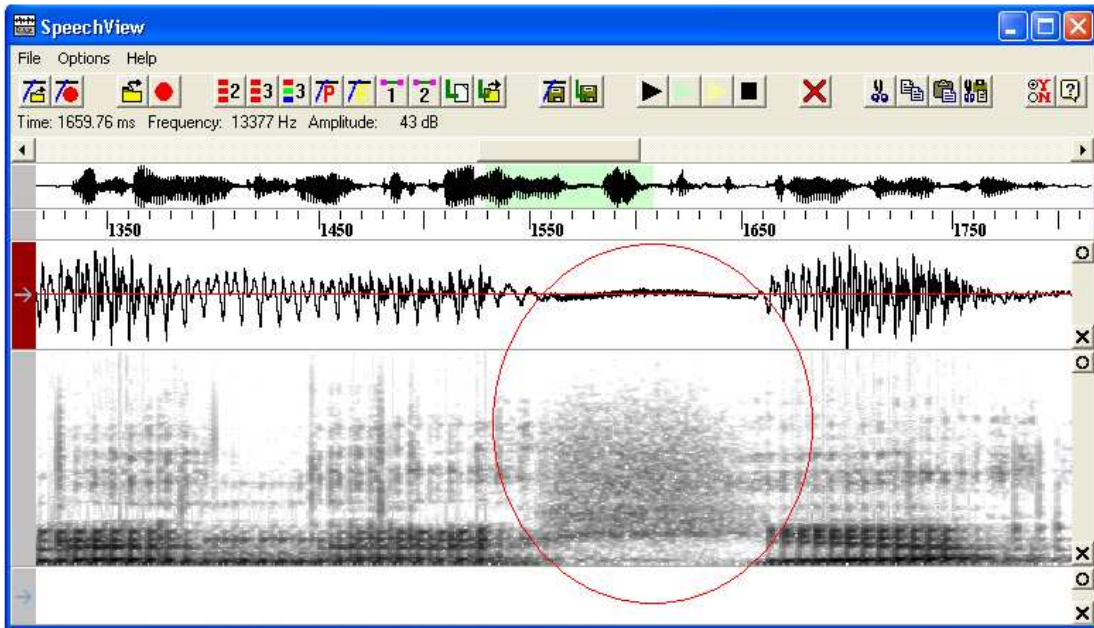 SpeechView
File Options Help
2 3 3 P 1 2 Y ON ?
Time: 1659.76 ms Frequency: 13377 Hz Amplitude: 43 dB
1350 1450 1550 1650 1750